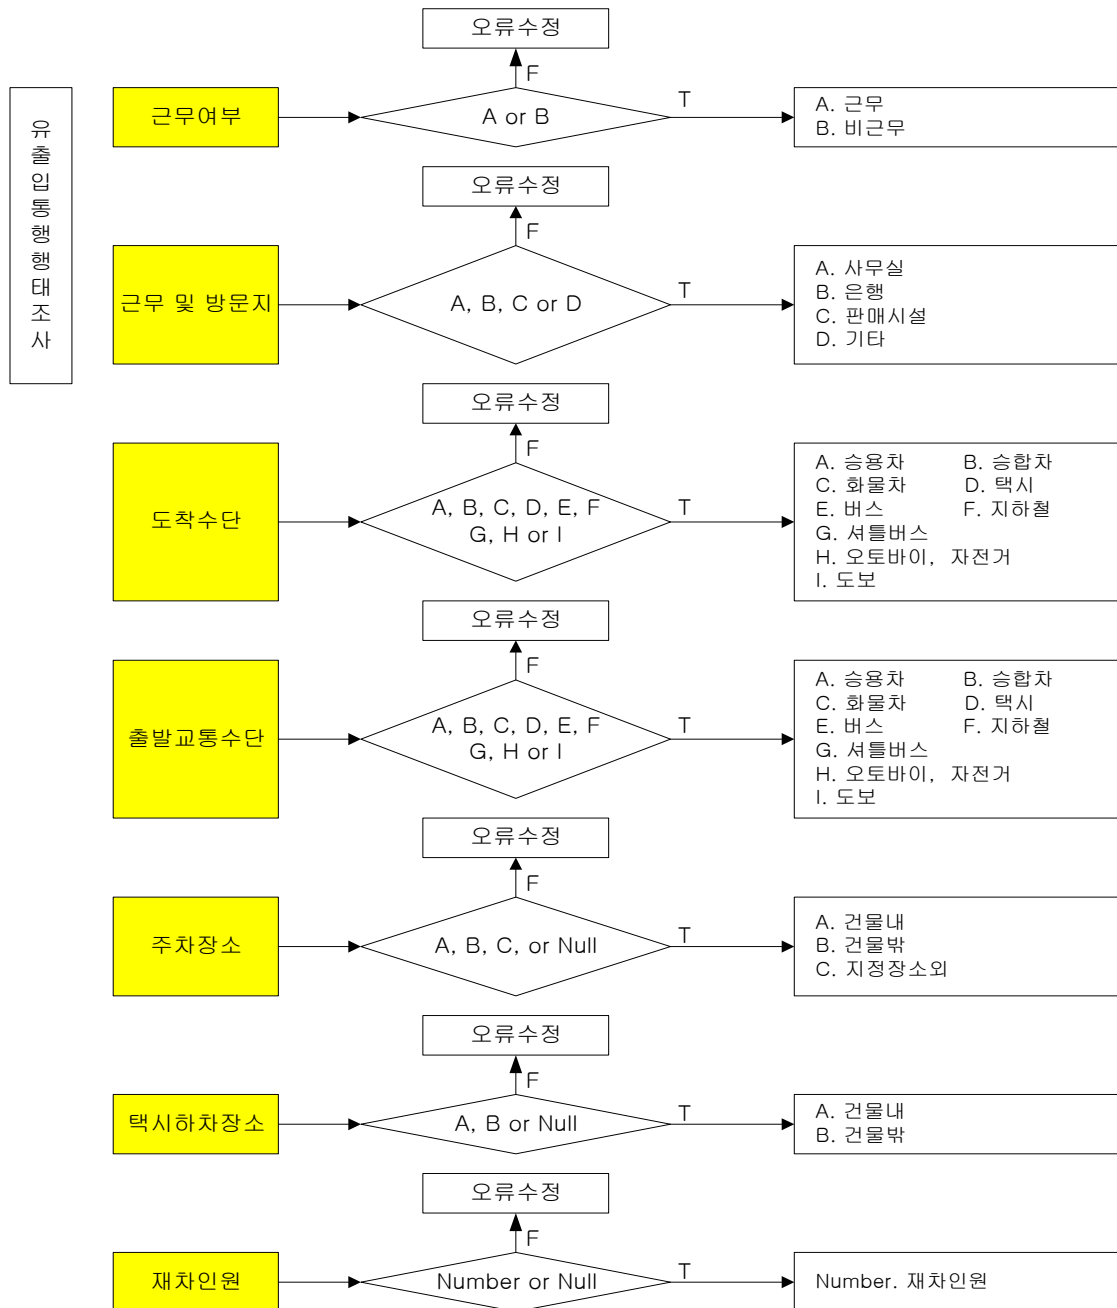 유출입통행행태조사
오류수정
F
근무여부
A or B
T
A. 근무
B. 비근무
오류수정
F
근무 및 방문지
A, B, C or D
T
A. 사무실
B. 은행
C. 판매시설
D. 기타
오류수정
F
도착수단
A, B, C, D, E, F
G, H or I
T
A. 승용차 B. 승합차
C. 화물차 D. 택시
E. 버스 F. 지하철
G. 셔틀버스
H. 오토바이, 자전거
I. 도보
오류수정
F
출발교통수단
A, B, C, D, E, F
G, H or I
T
A. 승용차 B. 승합차
C. 화물차 D. 택시
E. 버스 F. 지하철
G. 셔틀버스
H. 오토바이, 자전거
I. 도보
오류수정
F
주차장소
A, B, C, or Null
T
A. 건물내
B. 건물밖
C. 지정장소외
오류수정
F
택시하차장소
A, B or Null
T
A. 건물내
B. 건물밖
오류수정
F
재차인원
Number or Null
T
Number. 재차인원